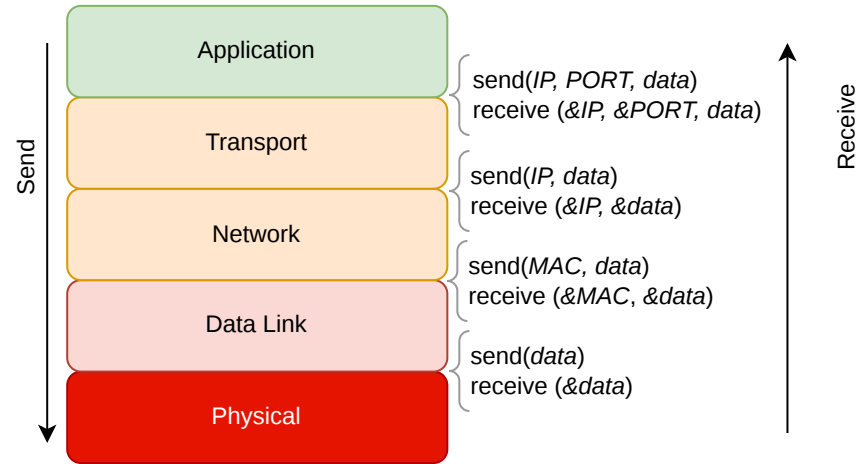 Application
send(IP, PORT, data)
receive (&IP, &PORT, data)
Transport
send(IP, data)
receive (&IP, &data)
Network
send(MAC, data)
receive (&MAC, &data)
Data Link
send(data)
receive (&data)
Physical
Send
Receive